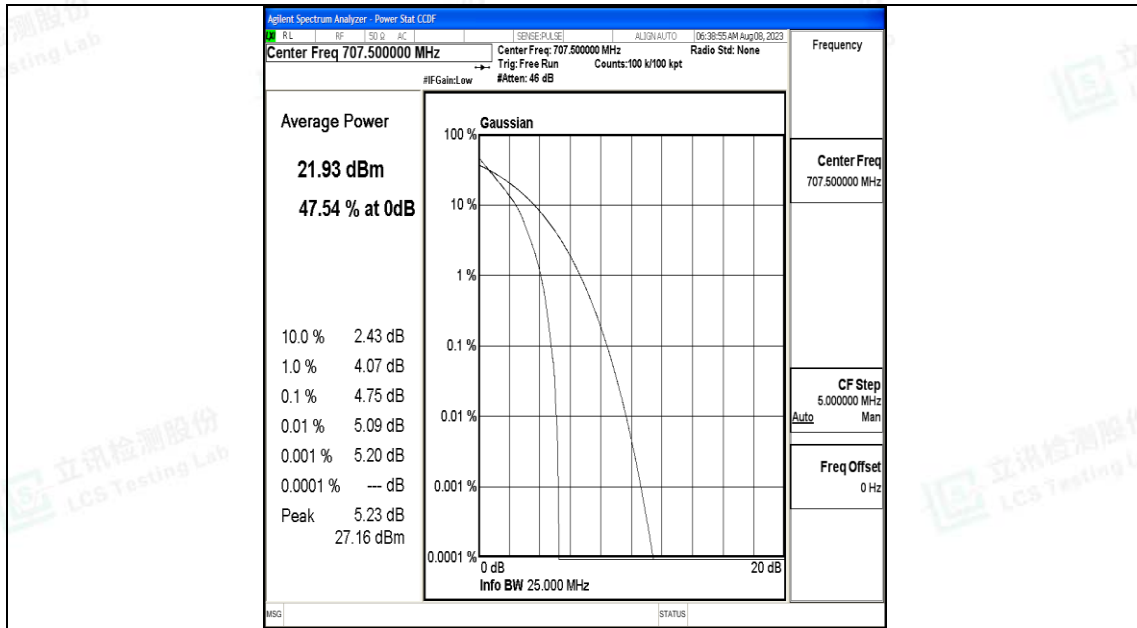 Agilent Spectrum Analyzer - Power Stat CCDF
RL RF 50 Ω AC SENSE:PULSE ALIGN AUTO 06:38:55 AM Aug 08, 2023
Center Freq 707.500000 MHz
Center Freq: 707.500000 MHz Radio Std: None
Trig: Free Run Counts:100 k/100 kpt
#IFGain:Low #Atten: 46 dB
Frequency
Average Power
21.93 dBm
47.54 % at 0dB
10.0 % 2.43 dB
1.0 % 4.07 dB
0.1 % 4.75 dB
0.01 % 5.09 dB
0.001 % 5.20 dB
0.0001 % --- dB
Peak 5.23 dB
27.16 dBm
Gaussian
100 %
10 %
1 %
0.1 %
0.01 %
0.001 %
0.0001 %
0 dB 20 dB
Info BW 25.000 MHz
Center Freq
707.500000 MHz
CF Step
5.000000 MHz
Auto Man
Freq Offset
0 Hz
MSG STATUS
立讯检测股份
LCS Testing Lab
立讯检测股份